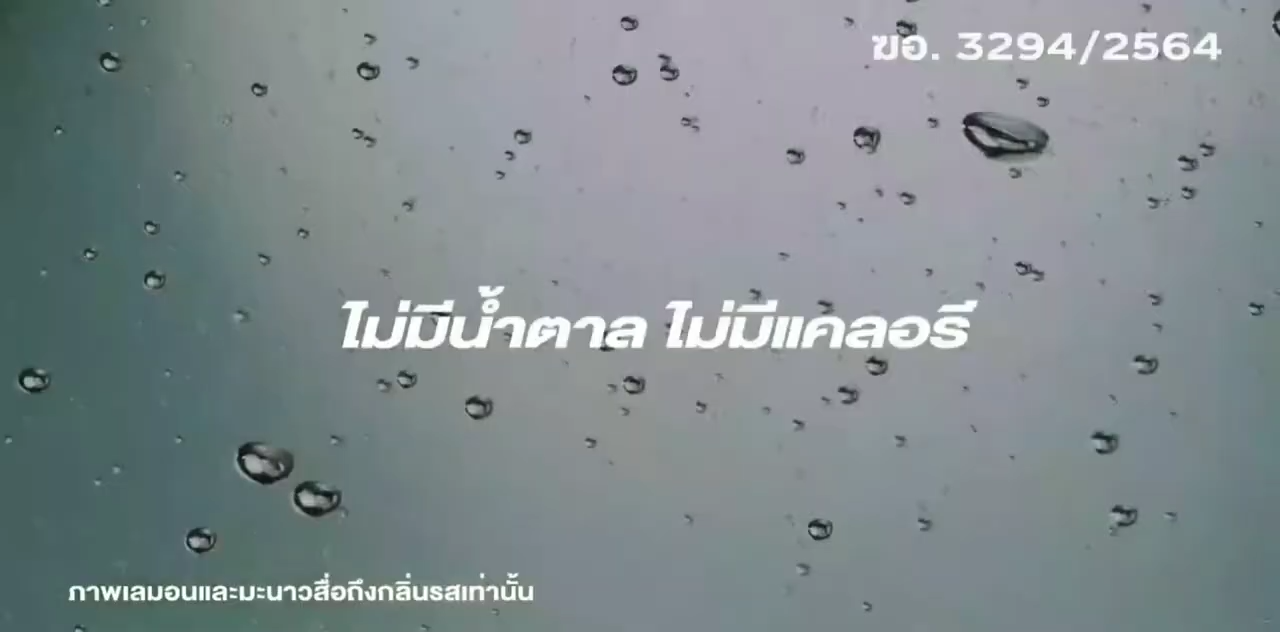 ฆอ. 3294/2564
ไม่มีน้ำตาล ไม่มีแคลอรี
ภาพเลมอนและมะนาวสื่อถึงกลิ่นรสเท่านั้น